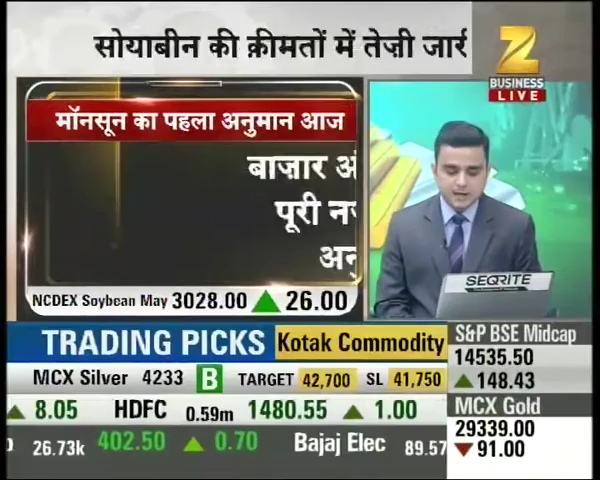 सोयाबीन की क़ीमतों में तेज़ी
BUSINESS
LIVE
मॉनसून का पहला अनुमान आज
बाज़ार
पूरी
NCDEX Soybean May 3028.00 ▲ 26.00
SEQRITE
TRADING PICKS Kotak Commodity
S&P BSE Midcap
14535.50
▲ 148.43
MCX Silver 4233 B TARGET 42,700 SL 41,750
▲ 8.05 HDFC 0.59m 1480.55 ▲ 1.00
MCX Gold
29339.00
▼ 91.00
26.73k 402.50 ▲ 0.70 Bajaj Elec 89.57